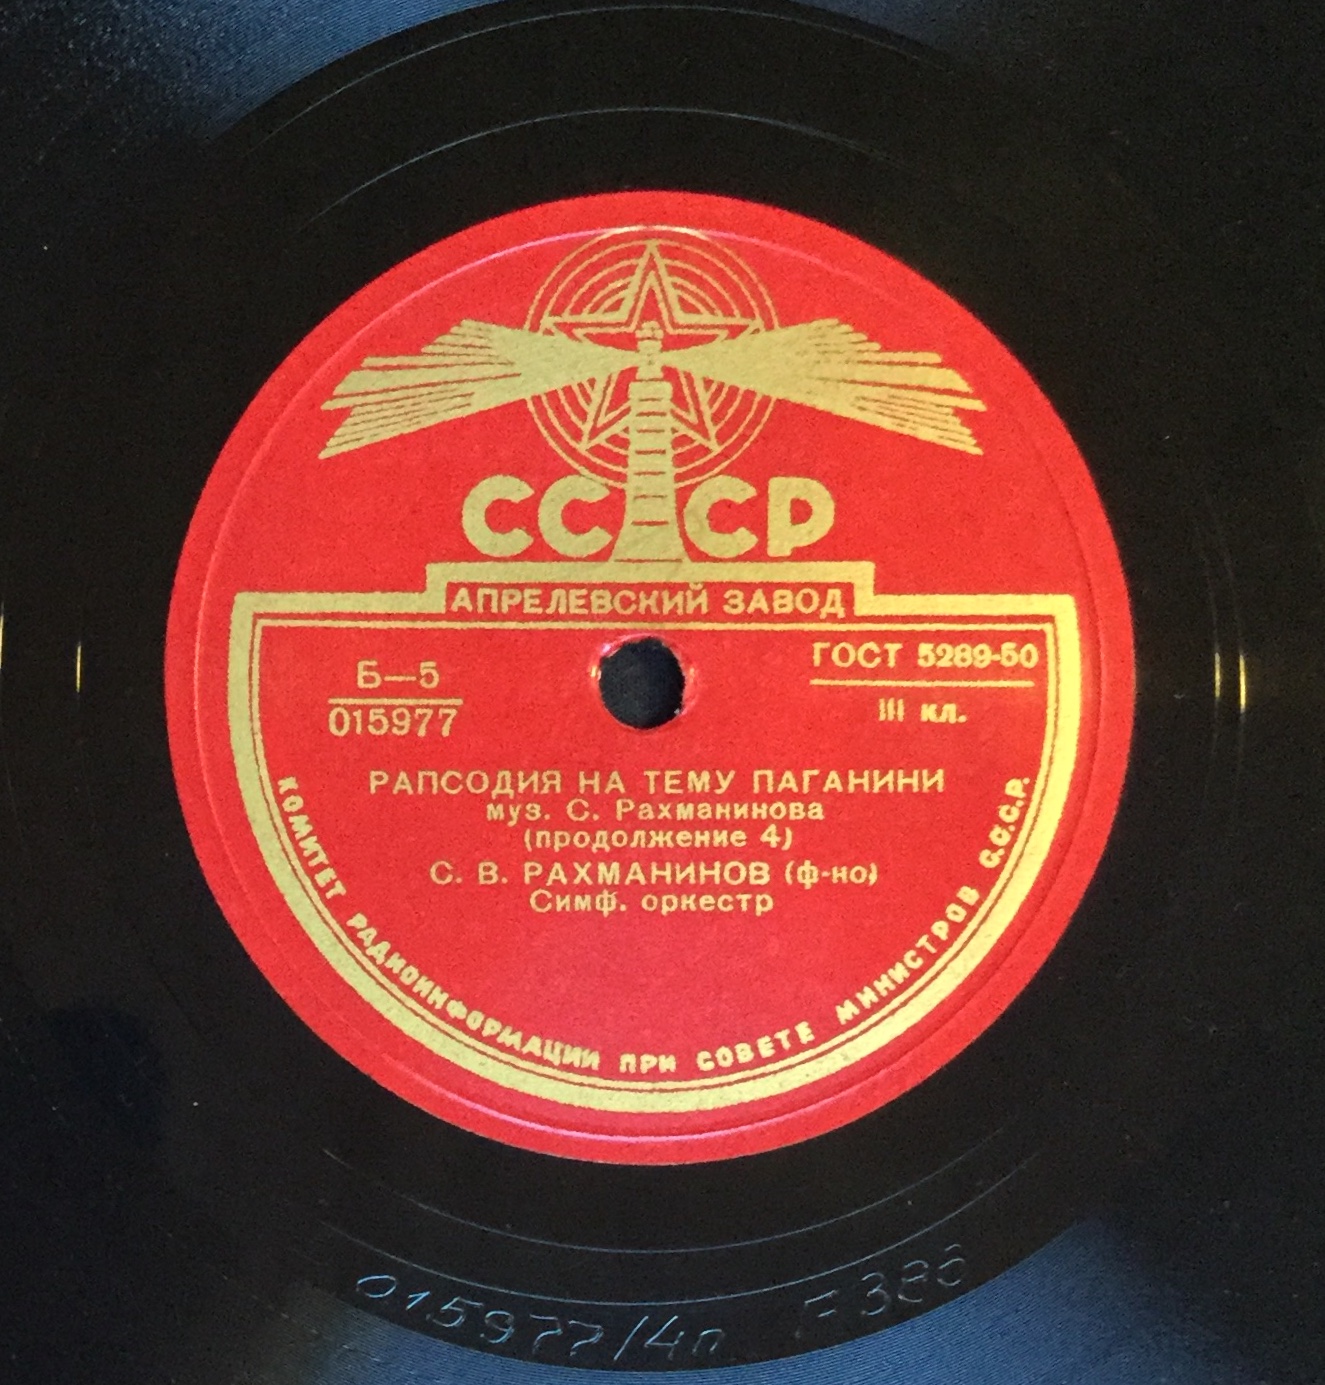 СССР
АПРЕЛЕВСКИЙ ЗАВОД
Б—5
015977
ГОСТ 5289-50
III кл.
РАПСОДИЯ НА ТЕМУ ПАГАНИНИ
муз. С. Рахманинова
(продолжение 4)
С. В. РАХМАНИНОВ (ф-но)
Симф. оркестр
КОМИТЕТ РАДИОИНФОРМАЦИИ ПРИ СОВЕТЕ МИНИСТРОВ С.С.С.Р.
015977/4п